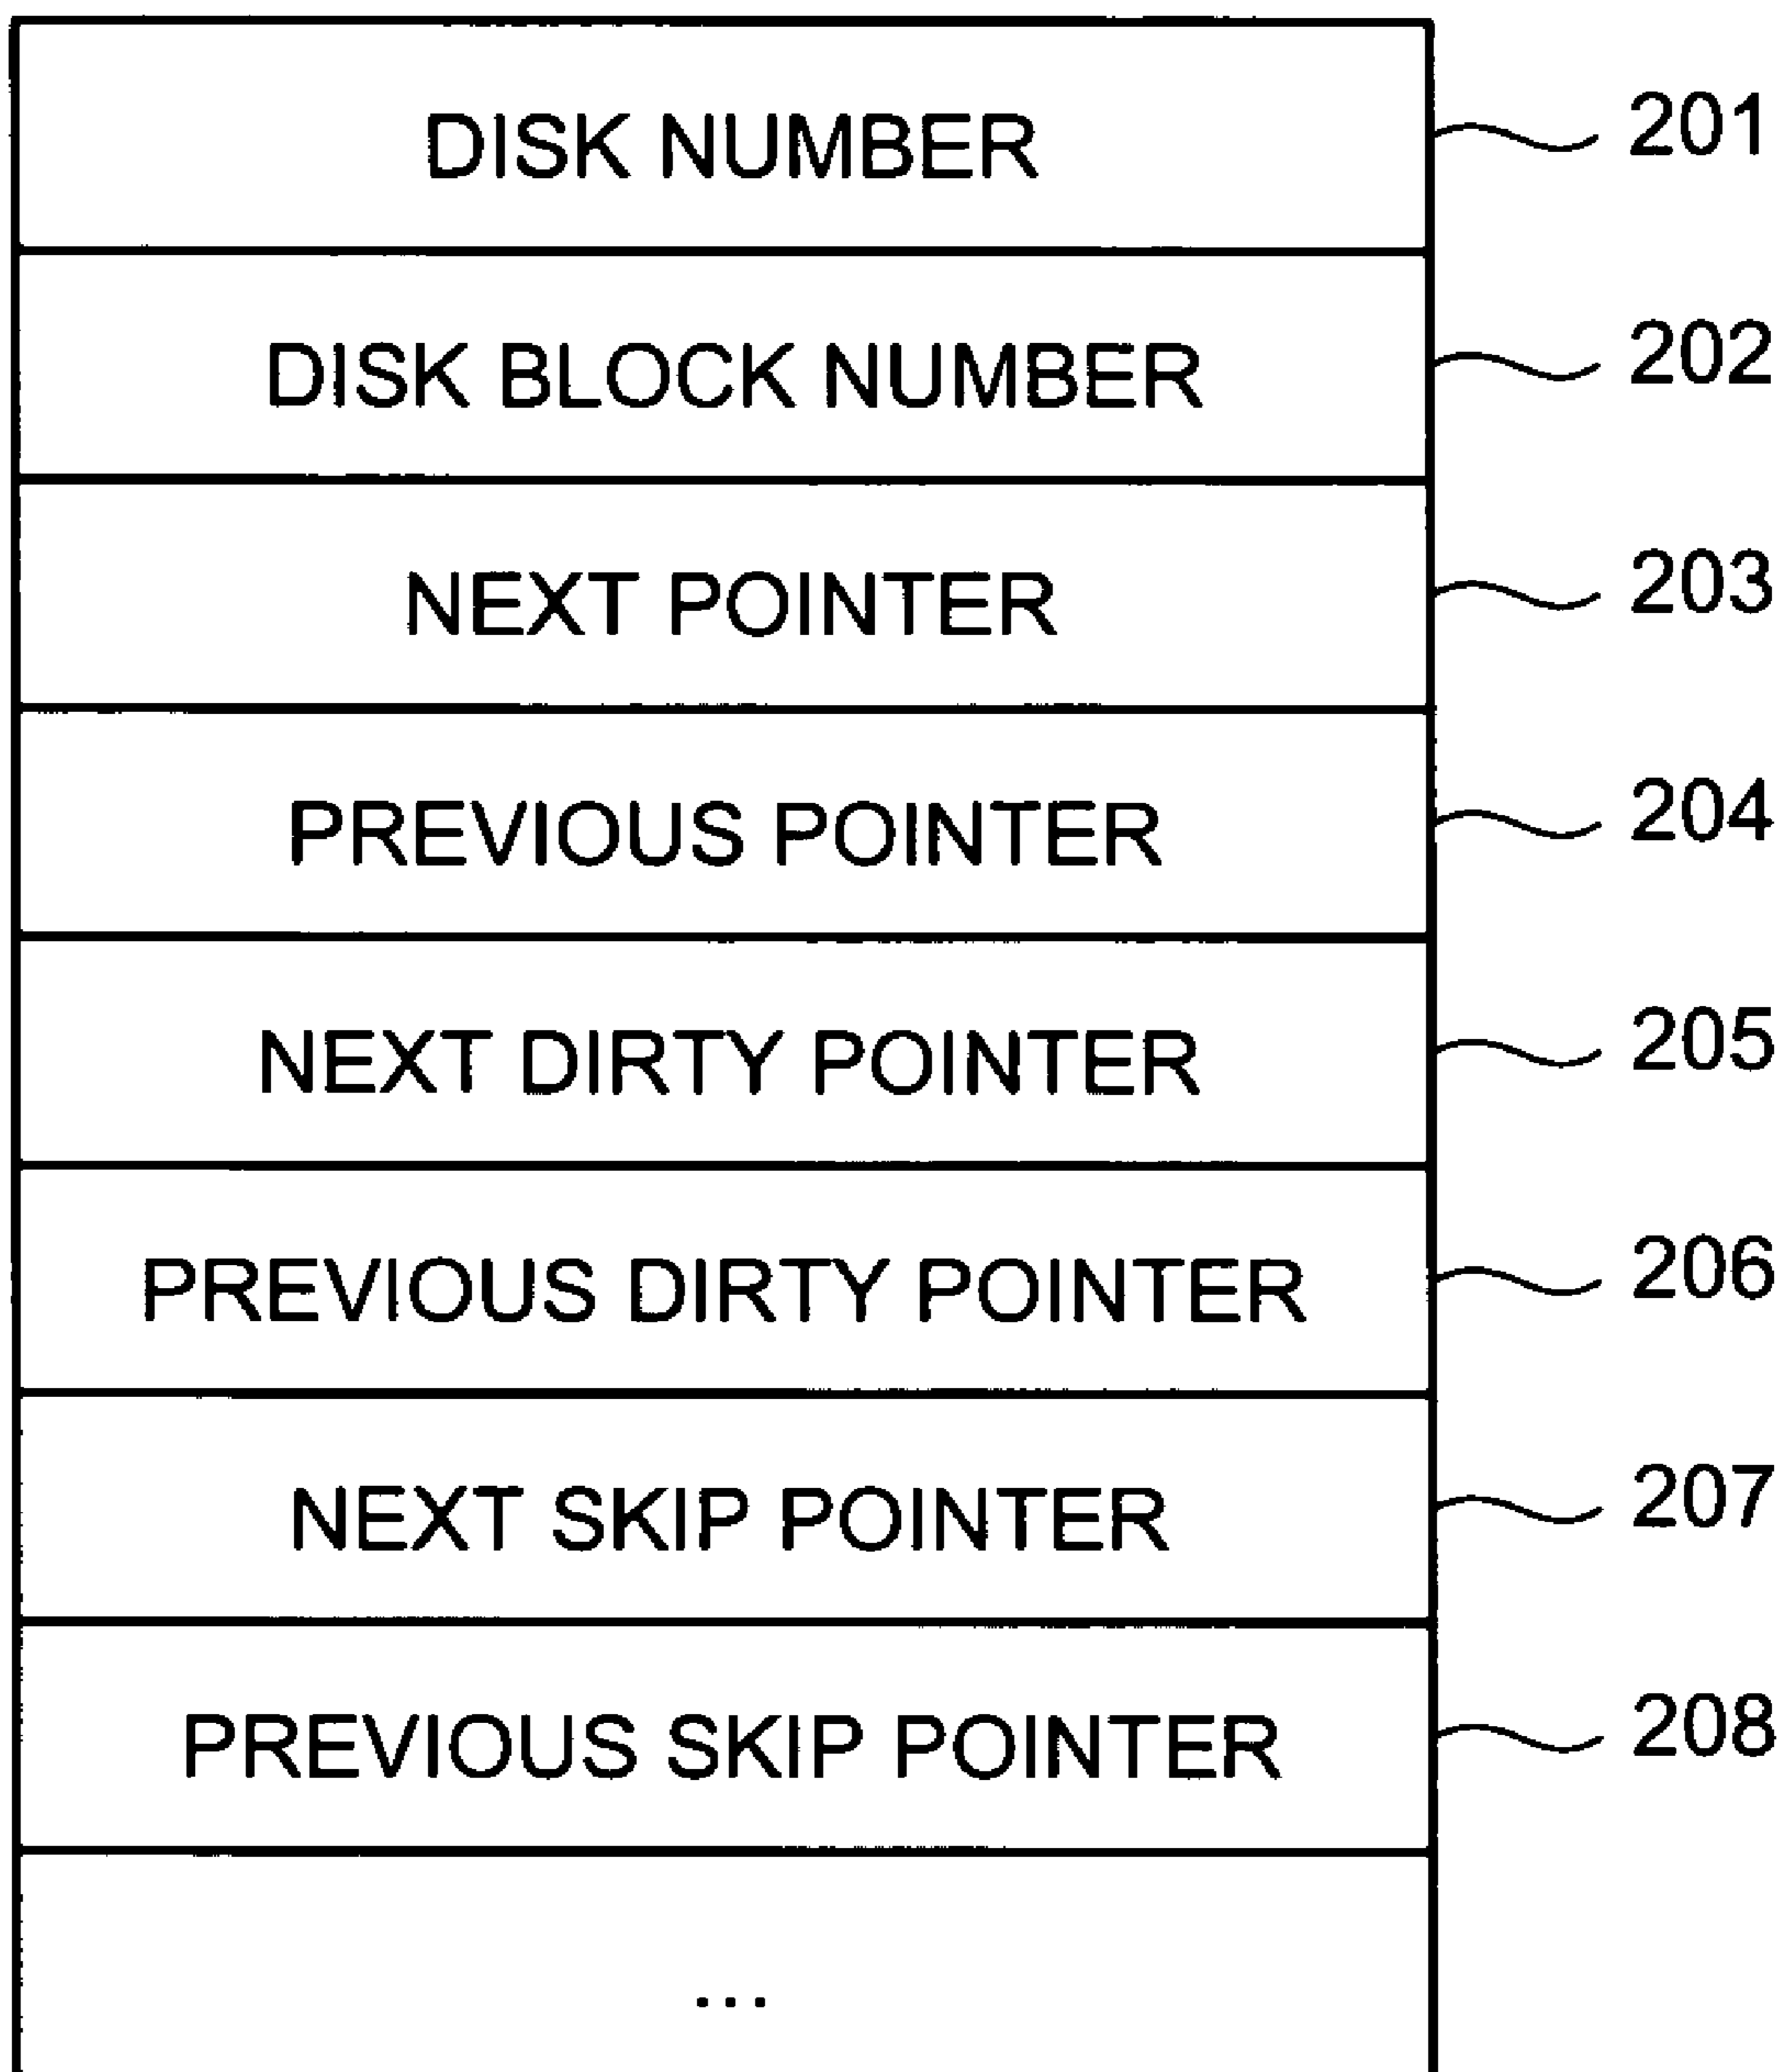 DISK NUMBER 201
DISK BLOCK NUMBER 202
NEXT POINTER 203
PREVIOUS POINTER 204
NEXT DIRTY POINTER 205
PREVIOUS DIRTY POINTER 206
NEXT SKIP POINTER 207
PREVIOUS SKIP POINTER 208
...